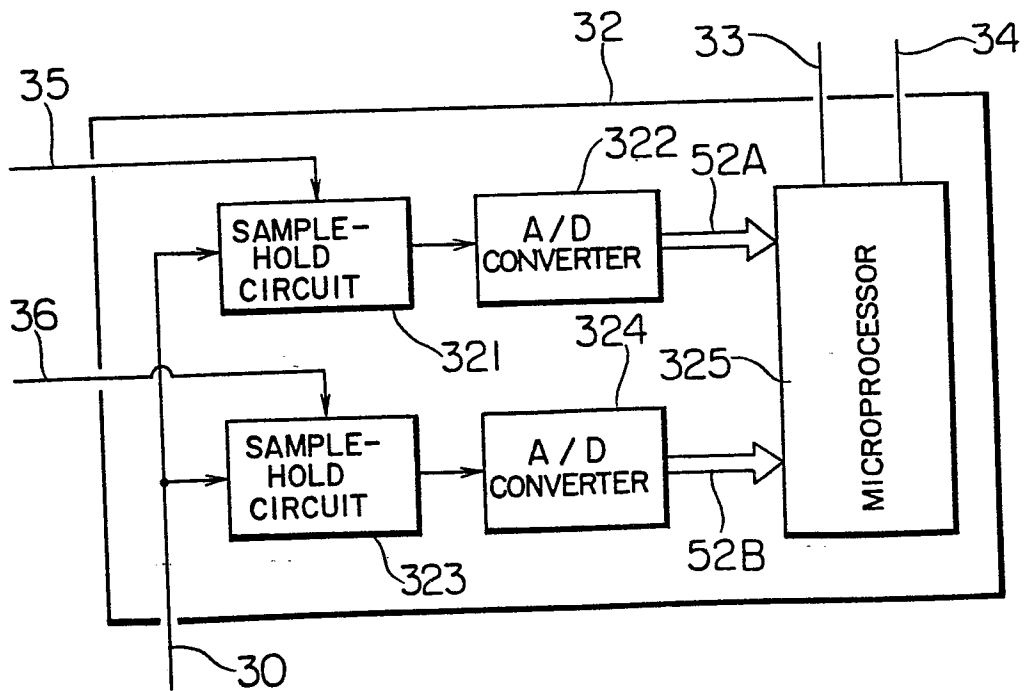 32
33
34
35
322
52A
SAMPLE-
HOLD
CIRCUIT
A/D
CONVERTER
36
321
324
325
MICROPROCESSOR
SAMPLE-
HOLD
CIRCUIT
A/D
CONVERTER
323
52B
30